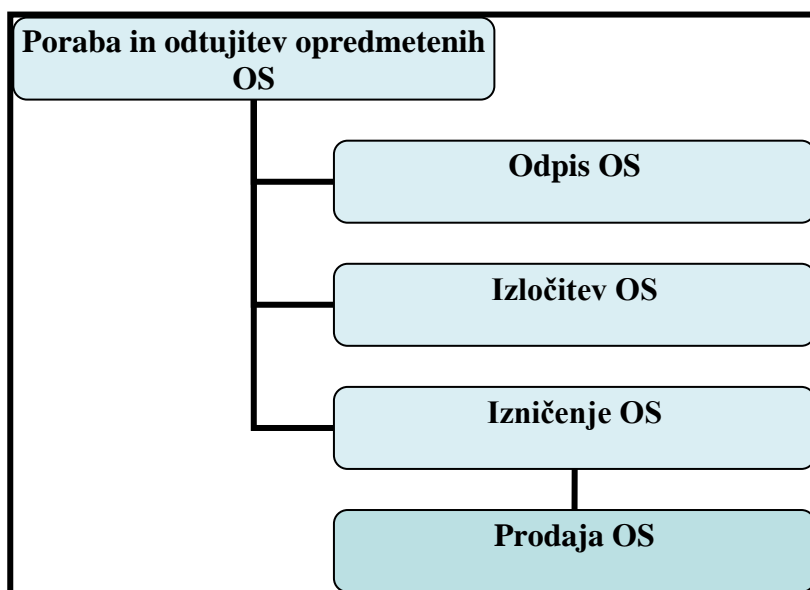 Poraba in odtujitev opredmetenih
OS
Odpis OS
Izločitev OS
Izničenje OS
Prodaja OS